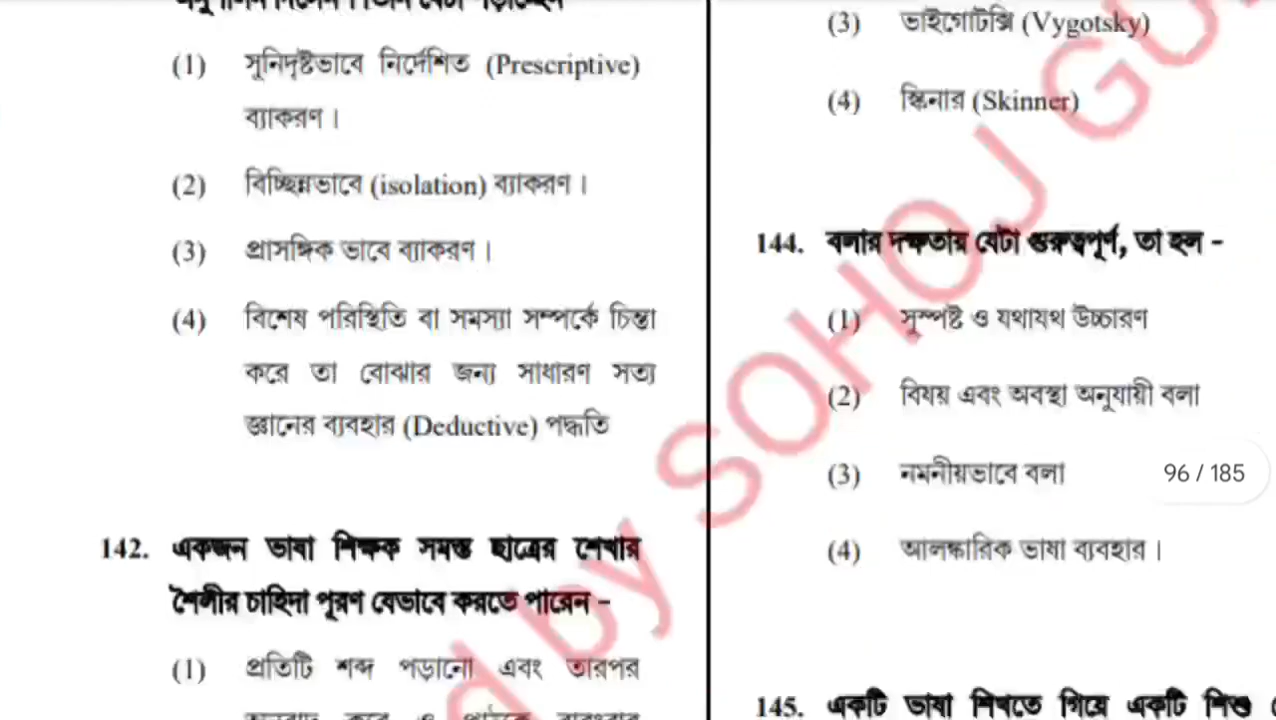 (1) সুনিদৃষ্টভাবে নির্দেশিত (Prescriptive)
ব্যাকরণ ।
(2) বিচ্ছিন্নভাবে (isolation) ব্যাকরণ ।
(3) প্রাসঙ্গিক ভাবে ব্যাকরণ ।
(4) বিশেষ পরিস্থিতি বা সমস্যা সম্পর্কে চিন্তা
করে তা বোঝার জন্য সাধারণ সত্য
জ্ঞানের ব্যবহার (Deductive) পদ্ধতি
142. একজন ভাষা শিক্ষক সমস্ত ছাত্রের শেখার
শৈলীর চাহিদা পূরণ যেভাবে করতে পারেন -
(1) প্রতিটি শব্দ পড়ানো এবং তারপর
(3) ভাইগোটস্কি (Vygotsky)
(4) স্কিনার (Skinner)
144. বলার দক্ষতায় যেটা গুরুত্বপূর্ণ, তা হল -
(1) সুস্পষ্ট ও যথাযথ উচ্চারণ
(2) বিষয় এবং অবস্থা অনুযায়ী বলা
(3) নমনীয়ভাবে বলা
(4) আলঙ্কারিক ভাষা ব্যবহার ।
145. একটি ভাষা শিখতে গিয়ে একটি শিশু
96 / 185
d by SOHOJ GU